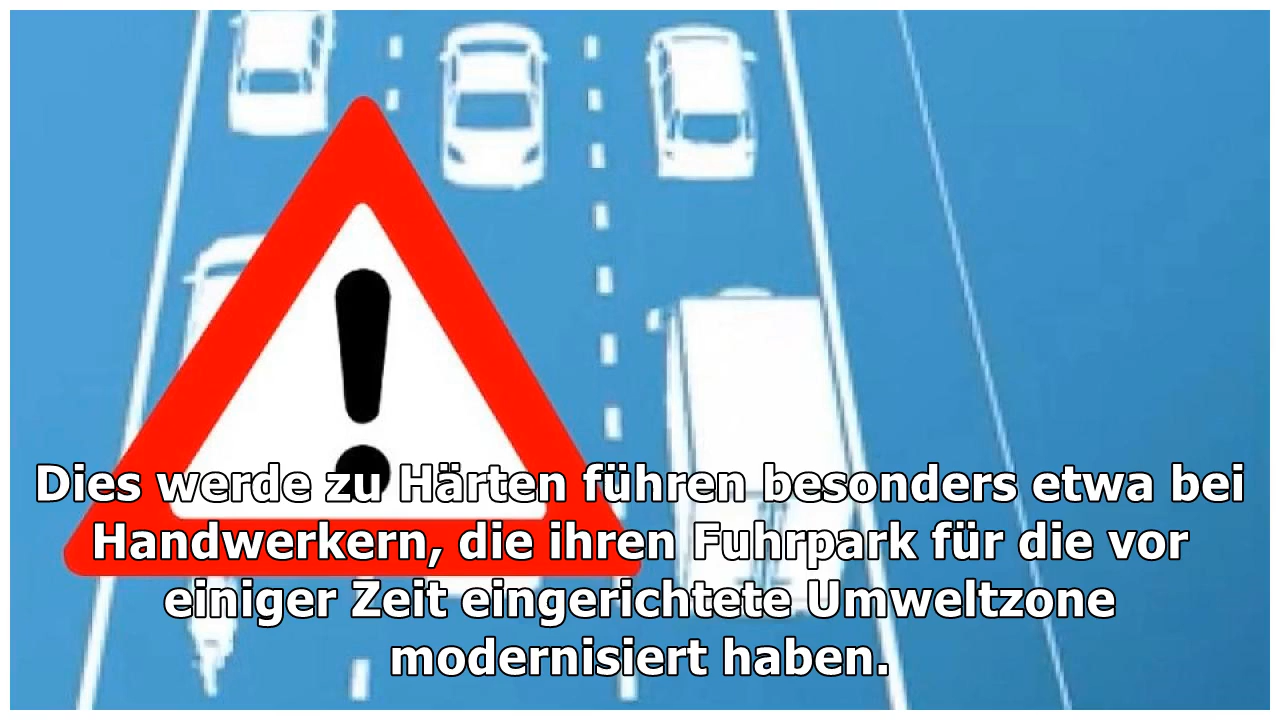 Dies werde zu Härten führen besonders etwa bei
Handwerkern, die ihren Fuhrpark für die vor
einiger Zeit eingerichtete Umweltzone
modernisiert haben.